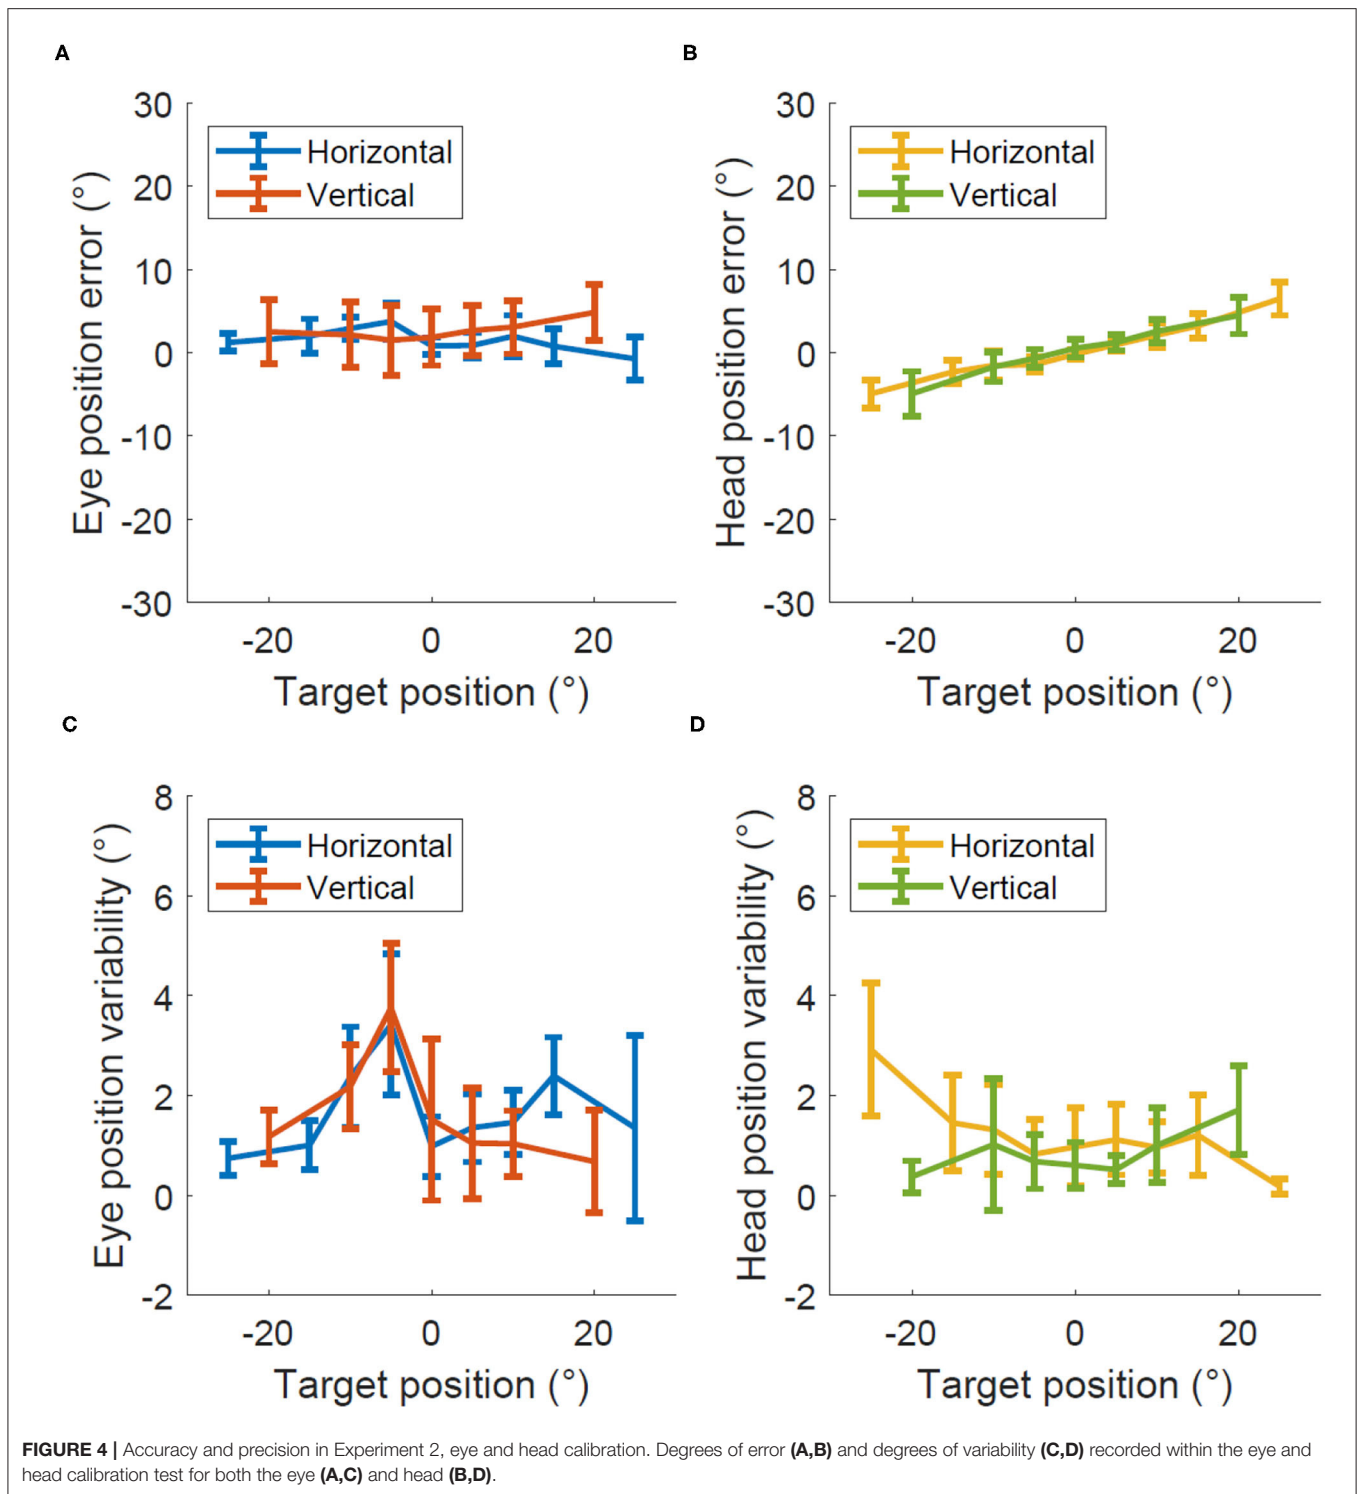 A
30
20
10
0
-10
-20
-30
Eye position error (°)
Horizontal
Vertical
-20 0 20
Target position (°)
B
30
20
10
0
-10
-20
-30
Head position error (°)
Horizontal
Vertical
-20 0 20
Target position (°)
C
8
6
4
2
0
-2
Eye position variability (°)
Horizontal
Vertical
-20 0 20
Target position (°)
D
8
6
4
2
0
-2
Head position variability (°)
Horizontal
Vertical
-20 0 20
Target position (°)
FIGURE 4 | Accuracy and precision in Experiment 2, eye and head calibration. Degrees of error (A,B) and degrees of variability (C,D) recorded within the eye and
head calibration test for both the eye (A,C) and head (B,D).